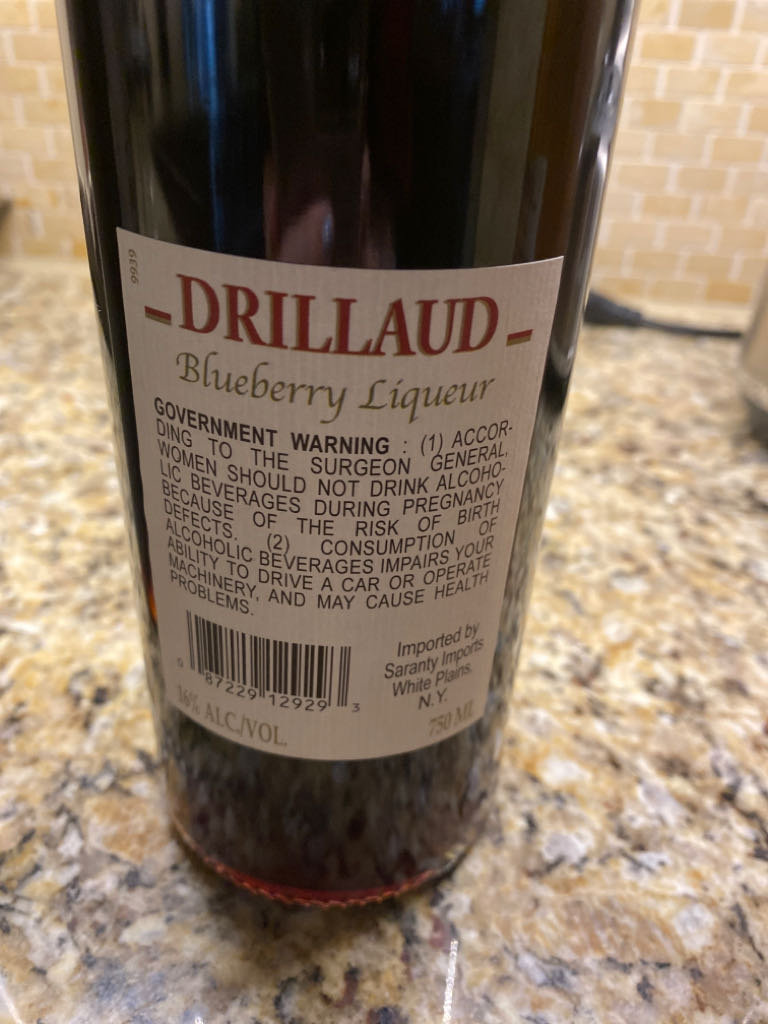 9939
DRILLAUD
Blueberry Liqueur
GOVERNMENT WARNING : (1) ACCOR-
DING TO THE SURGEON GENERAL,
WOMEN SHOULD NOT DRINK ALCOHO-
LIC BEVERAGES DURING PREGNANCY
BECAUSE OF THE RISK OF BIRTH
DEFECTS. (2) CONSUMPTION OF
ALCOHOLIC BEVERAGES IMPAIRS YOUR
ABILITY TO DRIVE A CAR OR OPERATE
MACHINERY, AND MAY CAUSE HEALTH
PROBLEMS.
0 87229 12929 3
Imported by
Saranty Imports
White Plains,
N.Y.
16% ALC/VOL.
750 ML